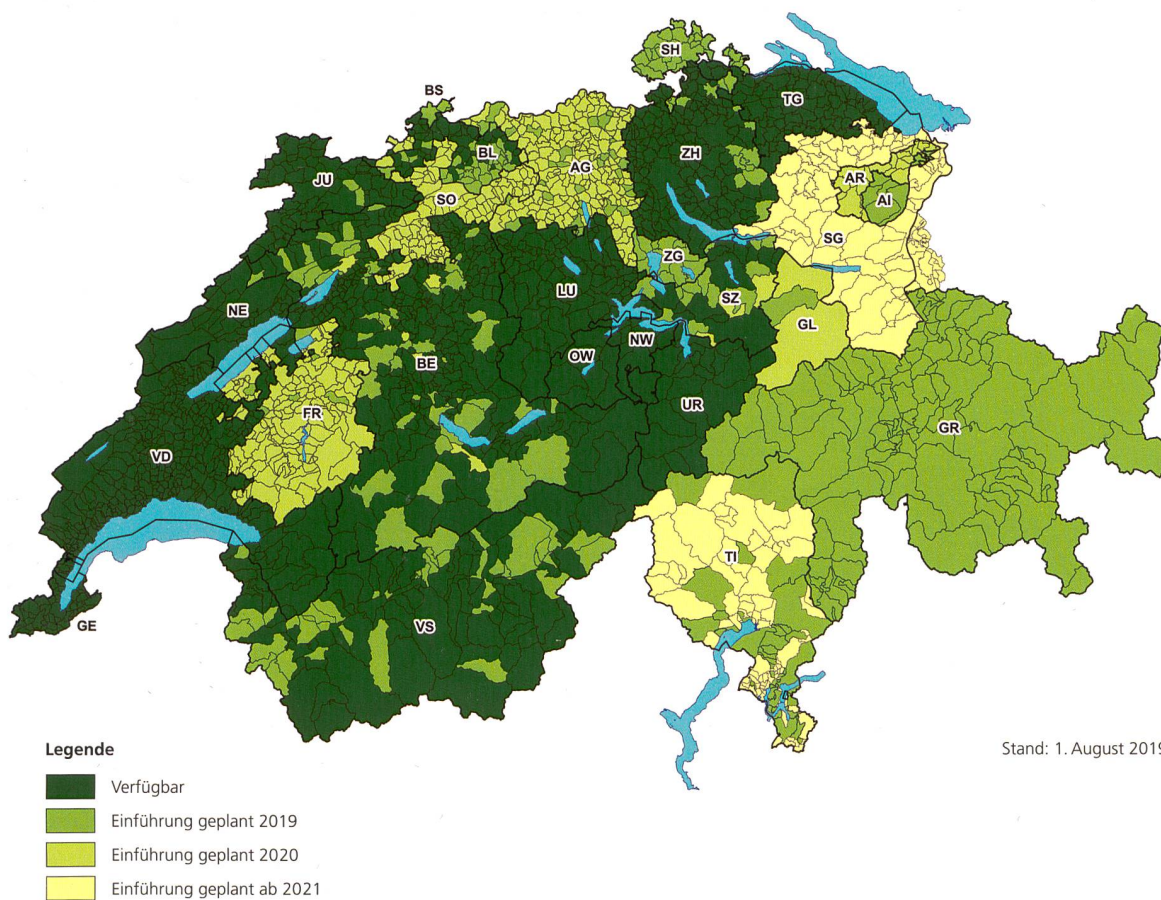 SH
BS
TG
BL
ZH
AG
JU
AR
SO
AI
SG
ZG
LU
SZ
NE
GL
NW
OW
BE
UR
FR
GR
VD
TI
GE
VS
Legende
Stand: 1. August 2019
Verfügbar
Einführung geplant 2019
Einführung geplant 2020
Einführung geplant ab 2021